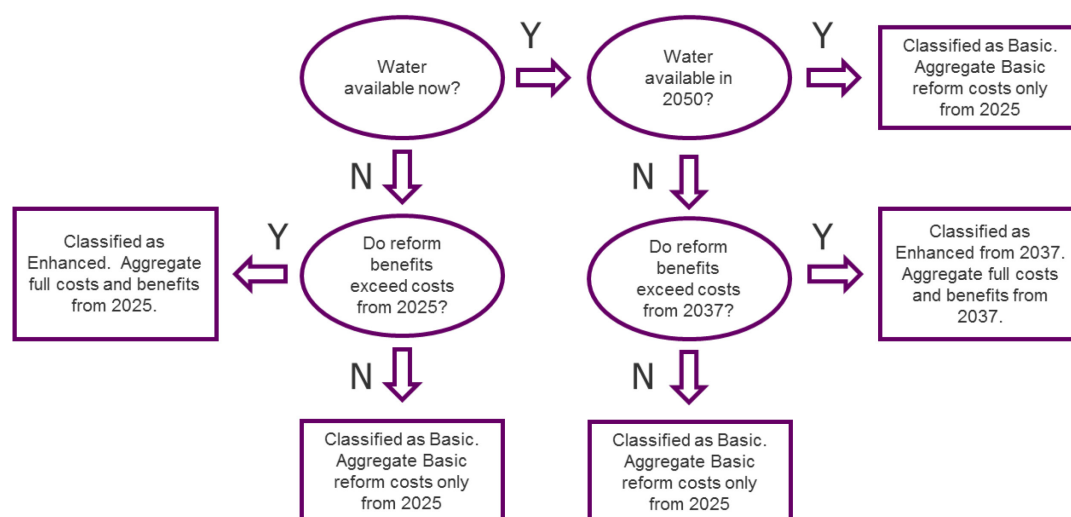 Water
available now?
Y
Water
available in
2050?
Y
Classified as Basic.
Aggregate Basic
reform costs only
from 2025
N
N
Classified as
Enhanced. Aggregate
full costs and benefits
from 2025.
Y
Do reform
benefits
exceed costs
from 2025?
Do reform
benefits
exceed costs
from 2037?
Y
Classified as
Enhanced from 2037.
Aggregate full costs
and benefits from
2037.
N
N
Classified as Basic.
Aggregate Basic
reform costs only
from 2025
Classified as Basic.
Aggregate Basic
reform costs only
from 2025